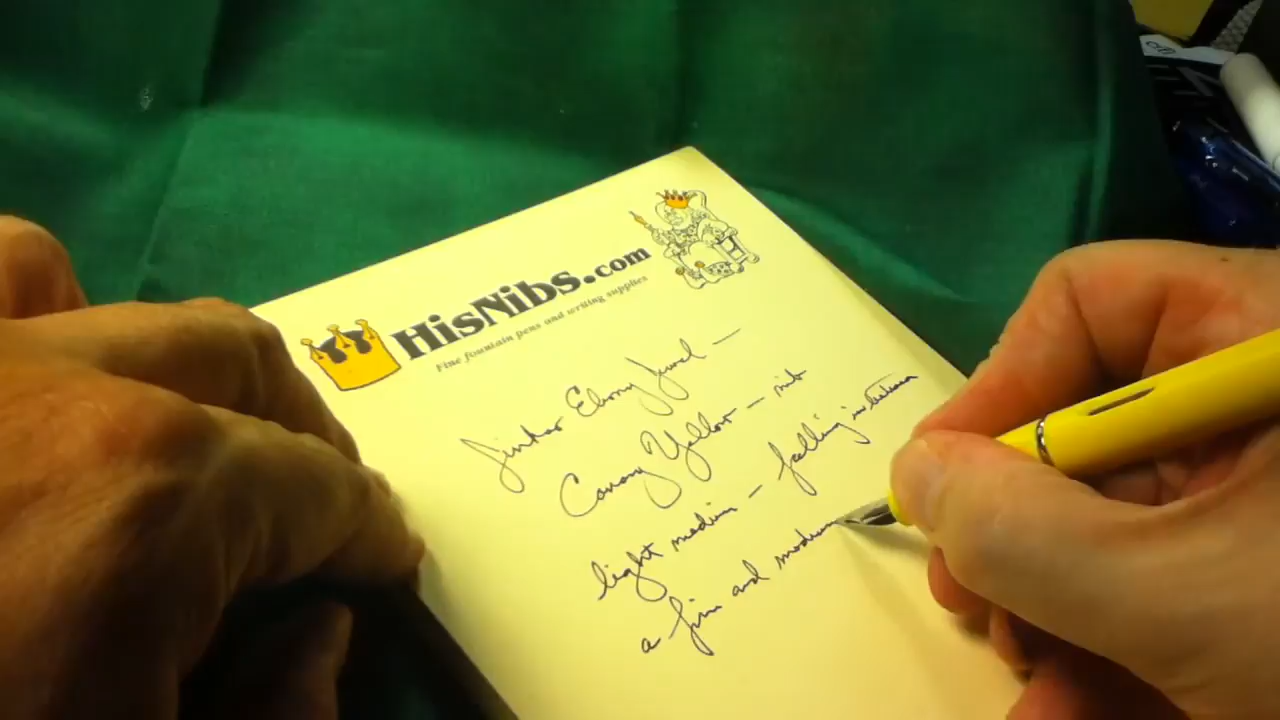 HisNibs.com
Fine fountain pens and writing supplies
Jinhao Ebony Jewel —
Canary Yellow — nib
light medium — falling in between
a fine and medium